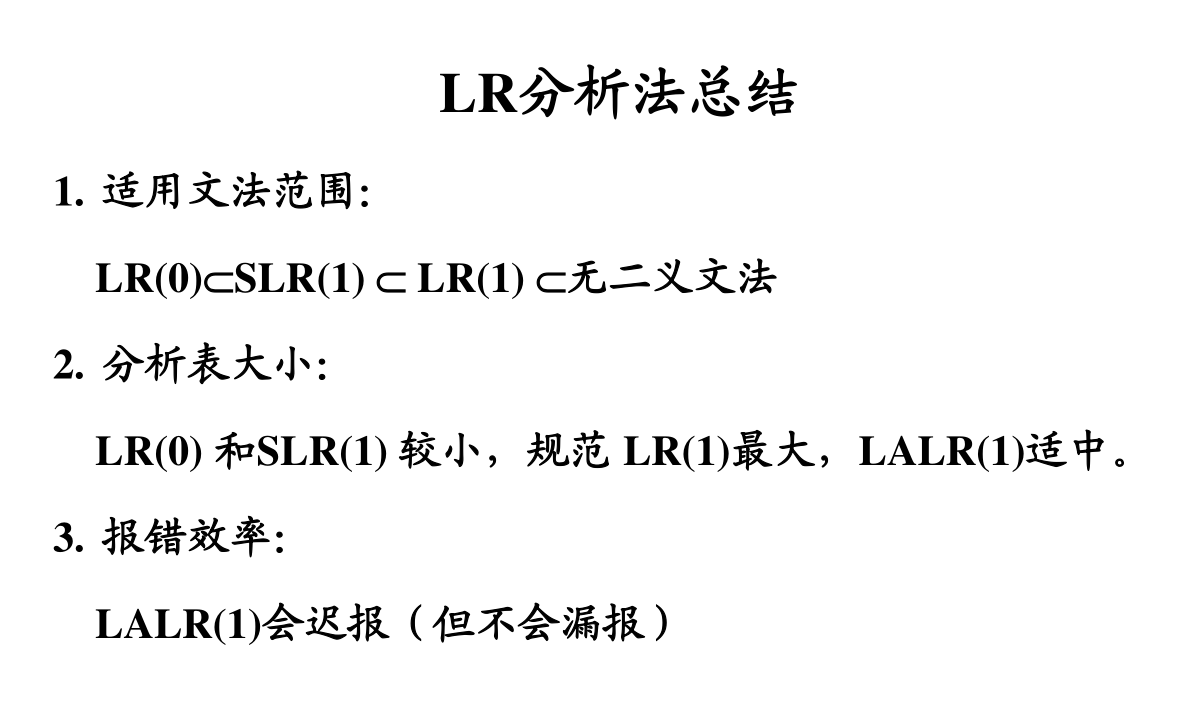 LR分析法总结
1. 适用文法范围：
LR(0)⊂SLR(1) ⊂ LR(1) ⊂无二义文法
2. 分析表大小：
LR(0) 和SLR(1) 较小，规范 LR(1)最大，LALR(1)适中。
3. 报错效率：
LALR(1)会迟报（但不会漏报）